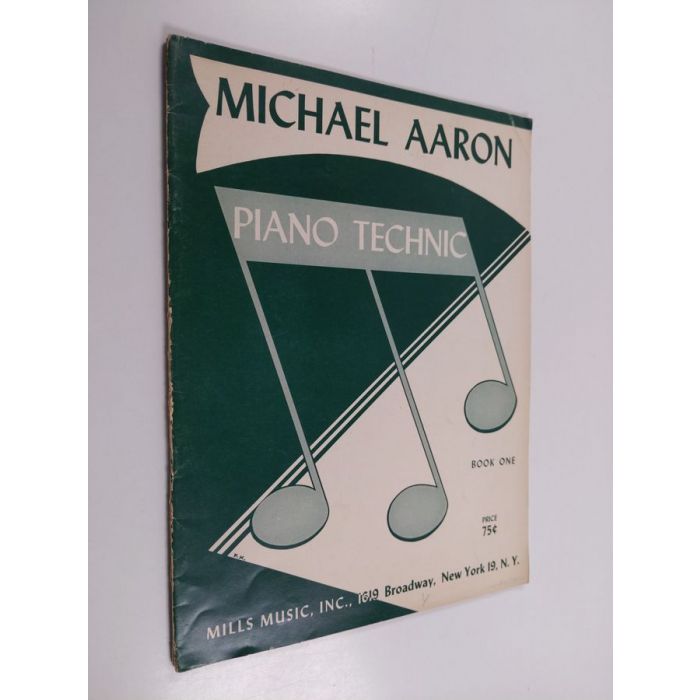 MICHAEL AARON
PIANO TECHNIC
BOOK ONE
PRICE
75¢
F.K.
MILLS MUSIC, INC., 1619 Broadway, New York 19, N. Y.